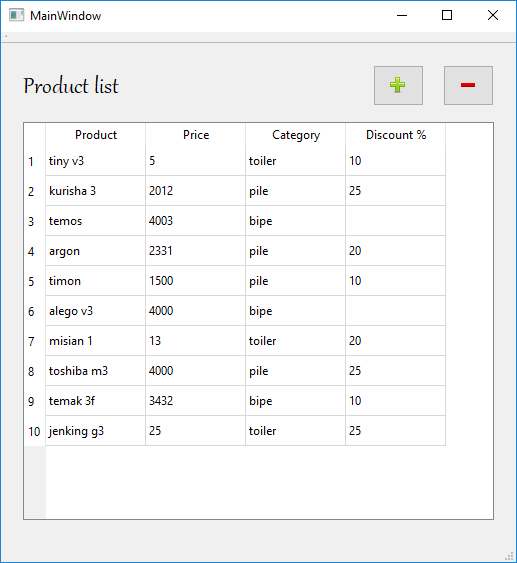 MainWindow
Product list
Product Price Category Discount %
1 tiny v3 5 toiler 10
2 kurisha 3 2012 pile 25
3 temos 4003 bipe
4 argon 2331 pile 20
5 timon 1500 pile 10
6 alego v3 4000 bipe
7 misian 1 13 toiler 20
8 toshiba m3 4000 pile 25
9 temak 3f 3432 bipe 10
10 jenking g3 25 toiler 25